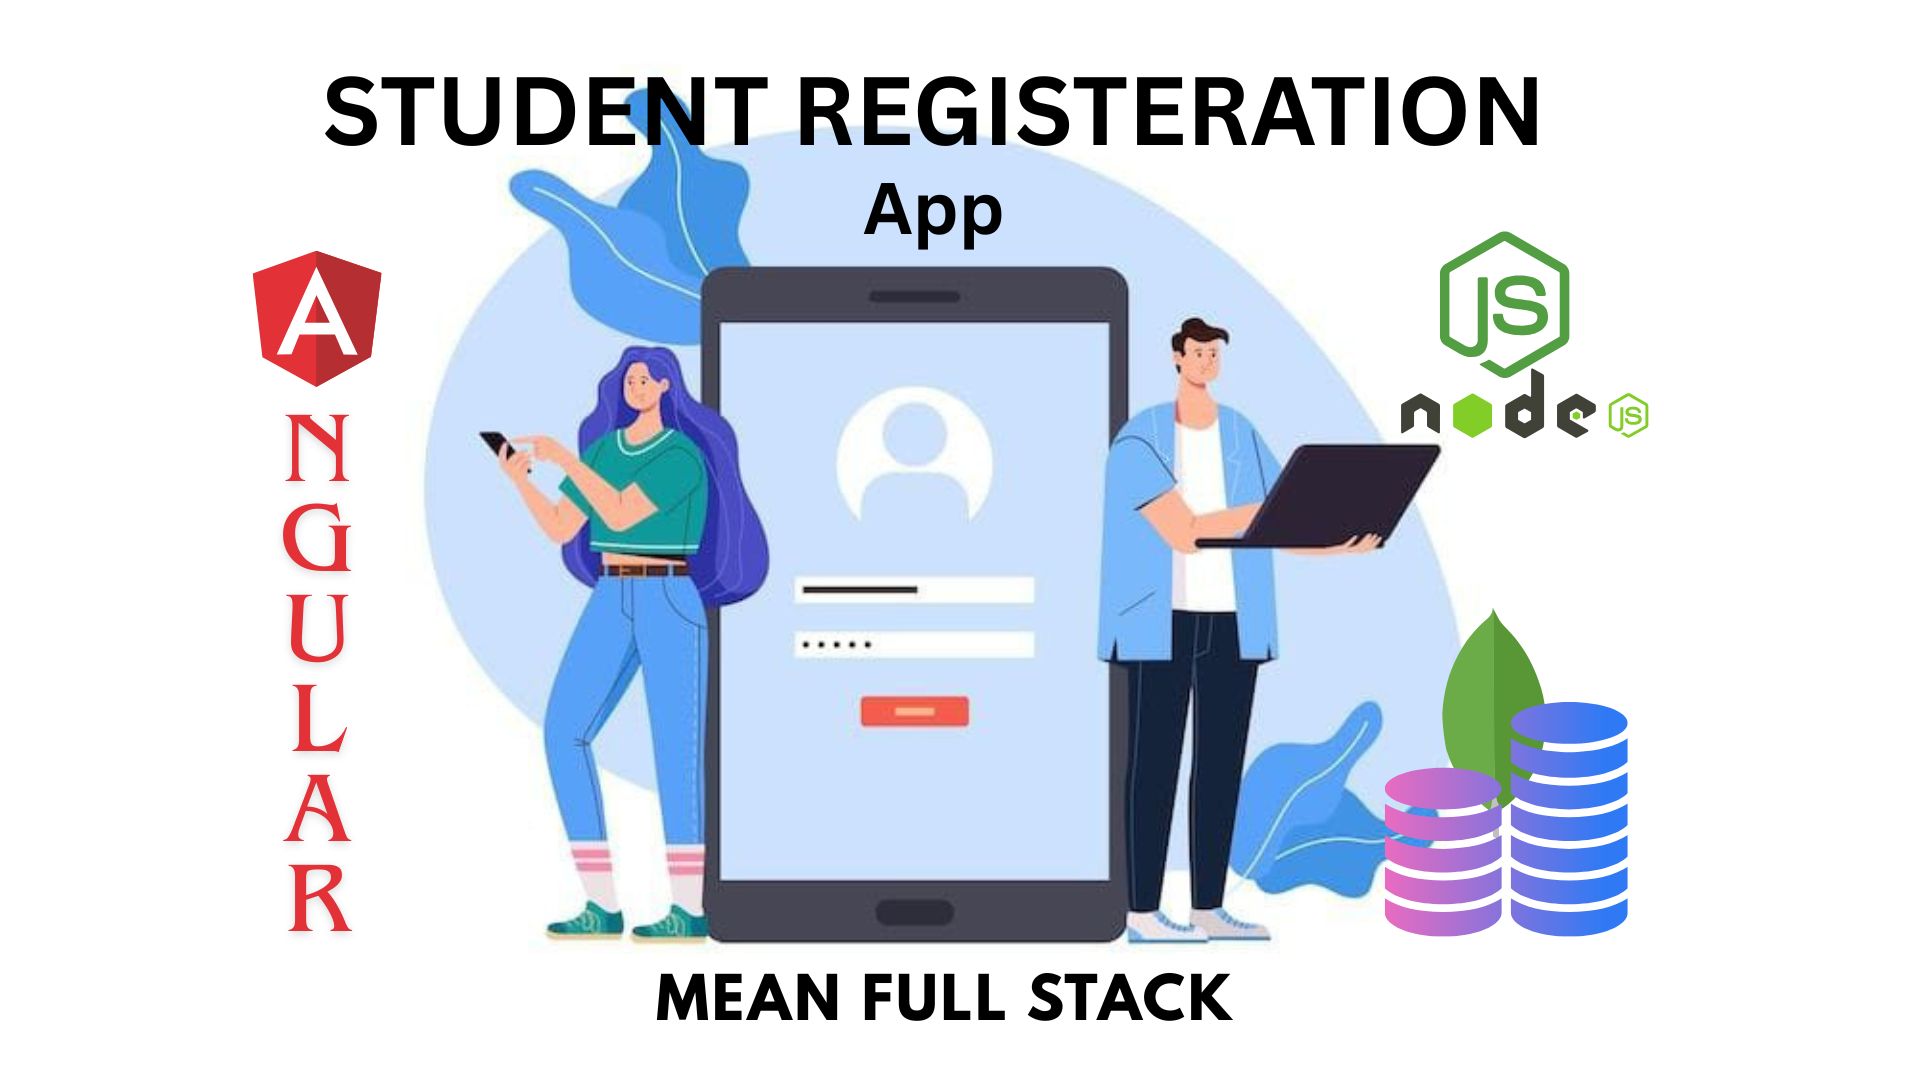 STUDENT REGISTERATION
App
ANGULAR
JS
node JS
MEAN FULL STACK